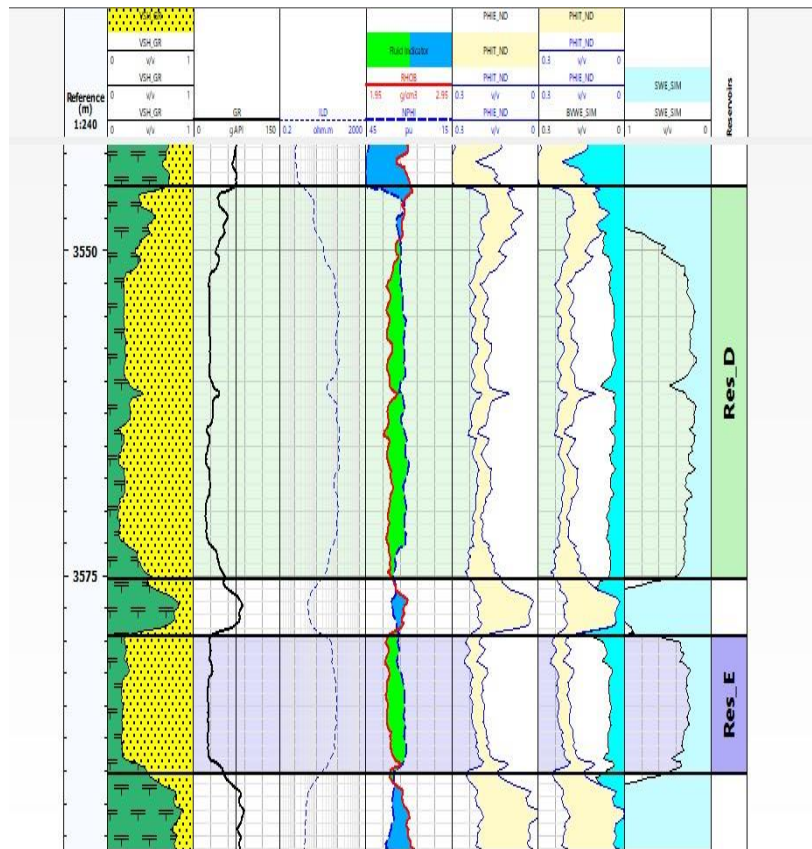 VSH_GR
PHIE_ND
PHIT_ND
VSH_GR
PHIT_ND
0 v/v 1
0.3 v/v 0
Fluid Indicator
PHIT_ND
VSH_GR
RHOB
PHIT_ND
PHIE_ND
SWE_SIM
Reference
(m)
1:240
0 v/v 1
1.95 g/cm3 2.95
0.3 v/v 0
0.3 v/v 0
VSH_GR
GR
ILD
NPHI
PHIE_ND
BVWE_SIM
SWE_SIM
0 v/v 1
0 gAPI 150
0.2 ohm.m 2000
45 pu 15
0.3 v/v 0
0.3 v/v 0
1 v/v 0
Reservoirs
3550
Res_D
3575
Res_E